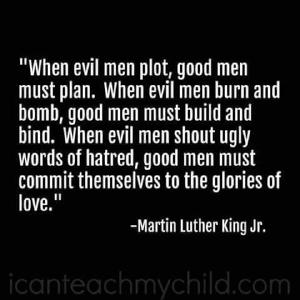 "When evil men plot, good men
must plan. When evil men burn and
bomb, good men must build and
bind. When evil men shout ugly
words of hatred, good men must
commit themselves to the glories of
love."
-Martin Luther King Jr.
icanteachmychild.com